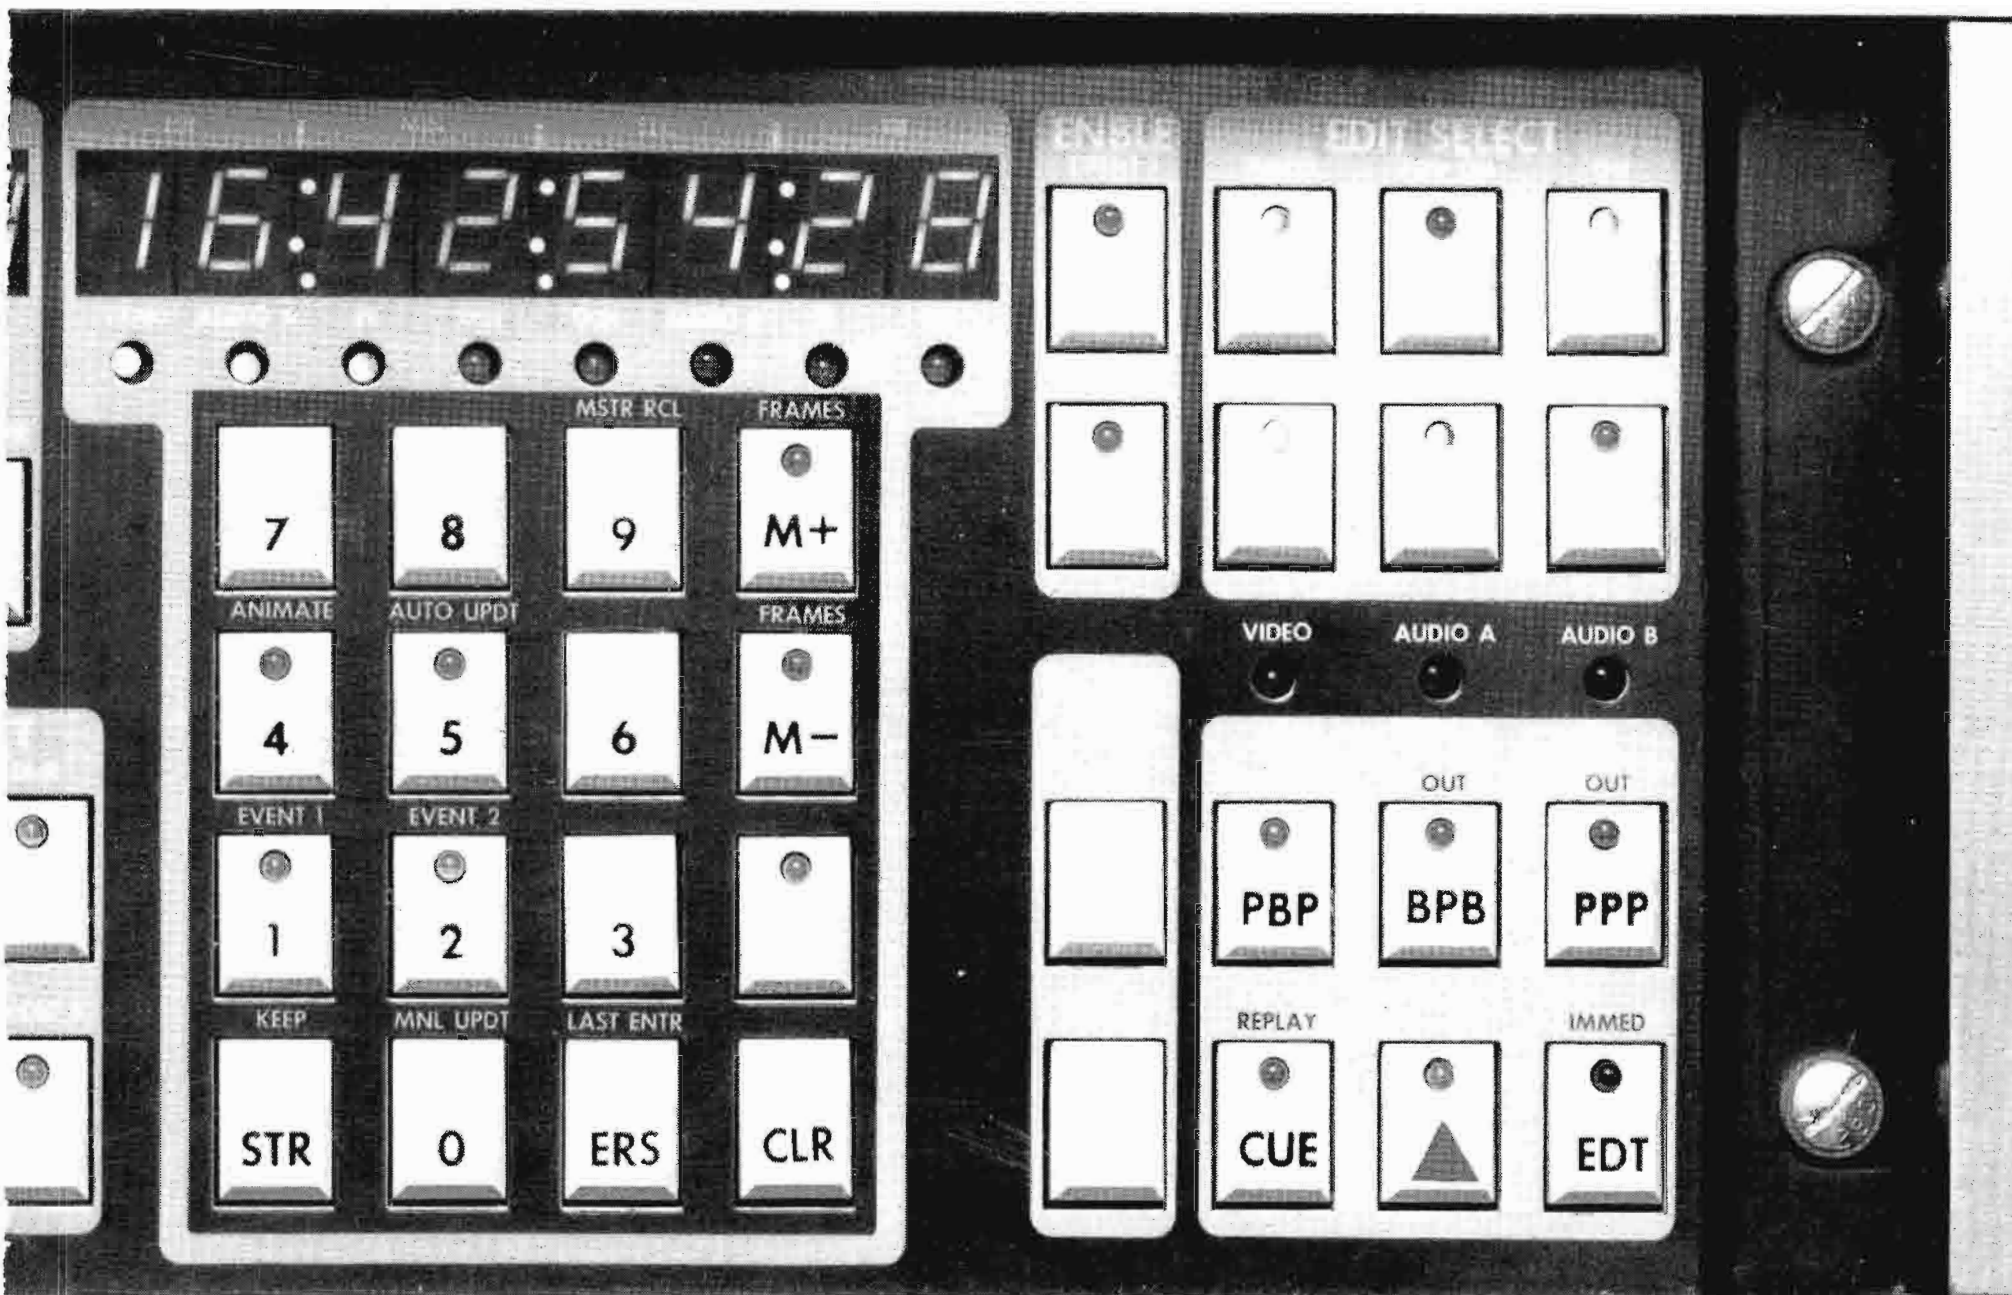 ENBLE
EDIT SELECT
16:42:54:28
MSTR RCL FRAMES
7 8 9 M+
ANIMATE AUTO UPDT FRAMES
4 5 6 M−
EVENT 1 EVENT 2
1 2 3
KEEP MNL UPDT LAST ENTR
STR 0 ERS CLR
VIDEO AUDIO A AUDIO B
OUT OUT
PBP BPB PPP
REPLAY IMMED
CUE EDT